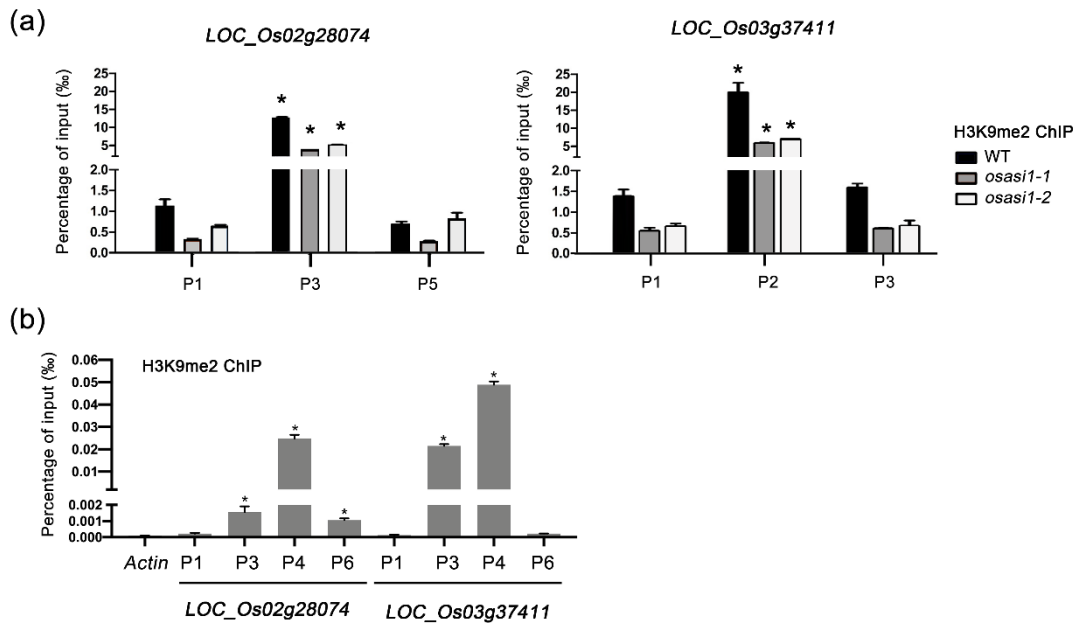 (a)
LOC_Os02g28074
Percentage of input (‰)
25
20
15
10
5
2.0
1.5
1.0
0.5
0.0
* * *
P1 P3 P5
LOC_Os03g37411
Percentage of input (‰)
25
20
15
10
5
2.0
1.5
1.0
0.5
0.0
* * *
P1 P2 P3
H3K9me2 ChIP
WT
osasi1-1
osasi1-2
(b)
H3K9me2 ChIP
Percentage of input (‰)
0.06
0.05
0.04
0.03
0.02
0.01
0.00
0.002
0.001
0.000
* * * * *
Actin P1 P3 P4 P6 P1 P3 P4 P6
LOC_Os02g28074 LOC_Os03g37411